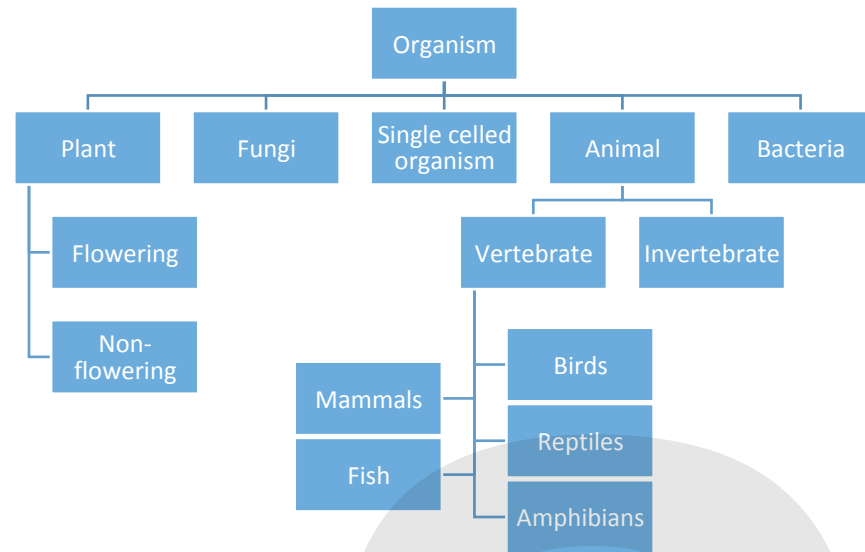 Organism
Plant
Fungi
Single celled
organism
Animal
Bacteria
Flowering
Non-
flowering
Vertebrate
Invertebrate
Mammals
Fish
Birds
Reptiles
Amphibians